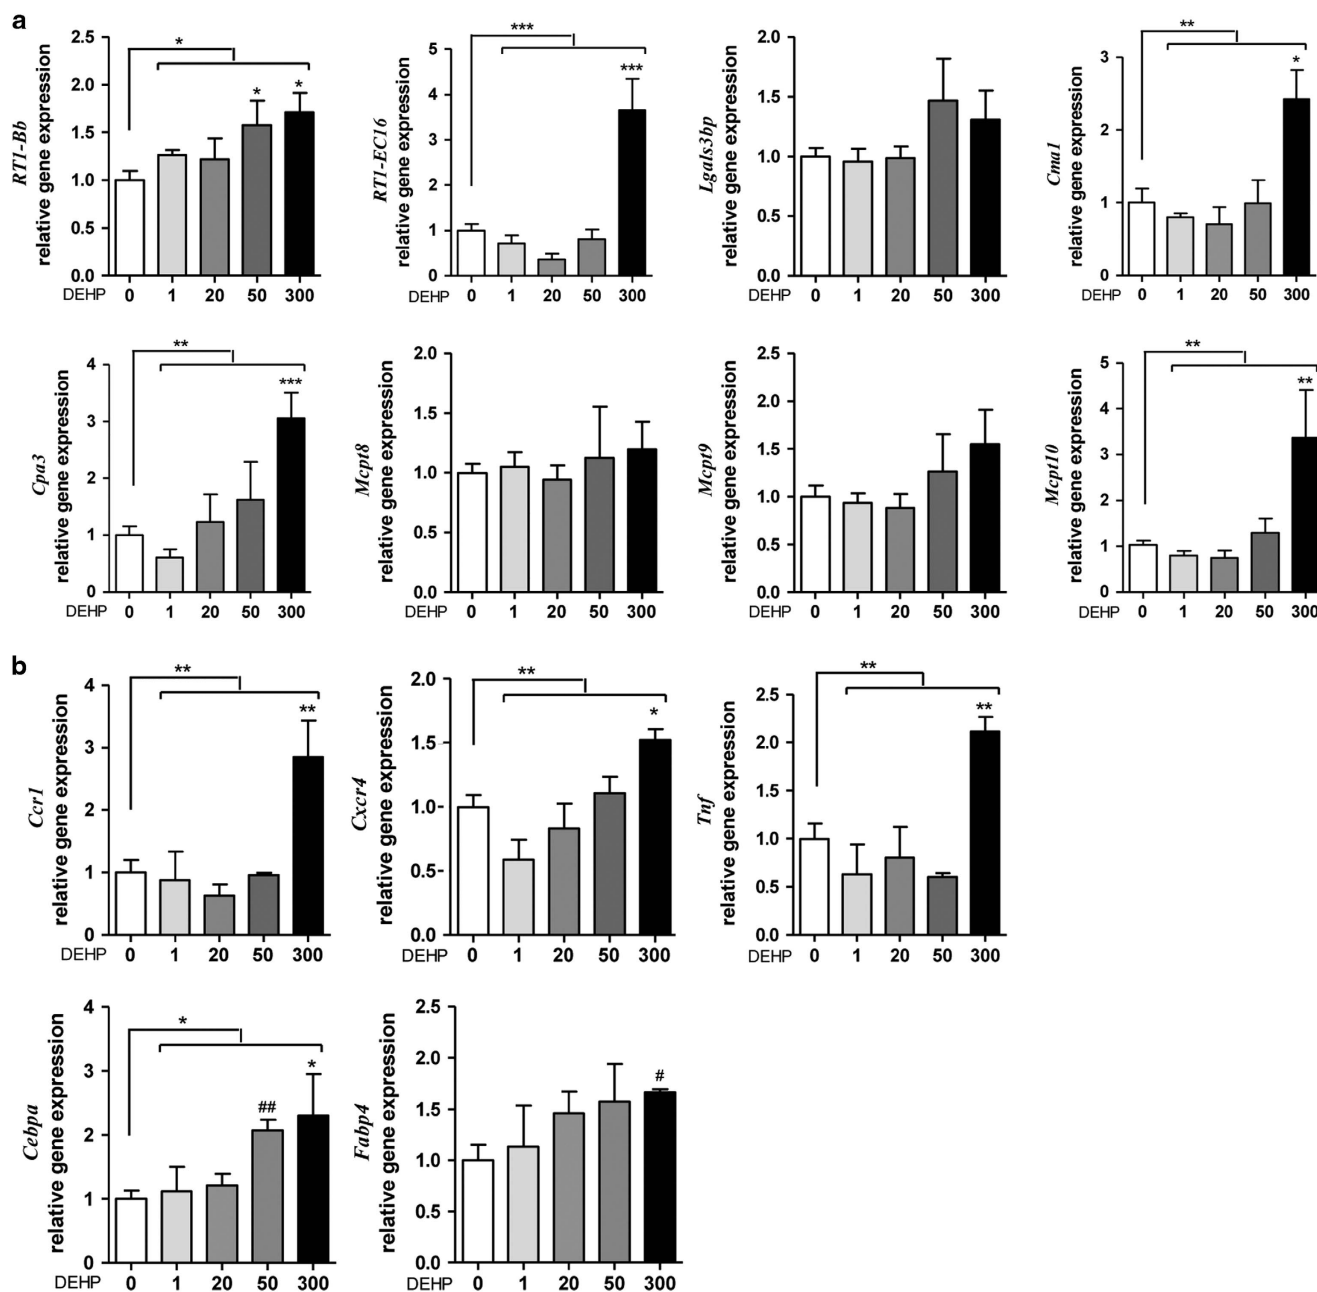 a
RT1-Bb
relative gene expression
2.5
2.0
1.5
1.0
0.5
0.0
*
*
*
DEHP 0 1 20 50 300
RT1-EC16
relative gene expression
5
4
3
2
1
0
***
***
DEHP 0 1 20 50 300
Lgals3bp
relative gene expression
2.0
1.5
1.0
0.5
0.0
DEHP 0 1 20 50 300
Cma1
relative gene expression
3
2
1
0
**
*
DEHP 0 1 20 50 300
Cpa3
relative gene expression
4
3
2
1
0
**
***
DEHP 0 1 20 50 300
Mcpt8
relative gene expression
2.0
1.5
1.0
0.5
0.0
DEHP 0 1 20 50 300
Mcpt9
relative gene expression
2.5
2.0
1.5
1.0
0.5
0.0
DEHP 0 1 20 50 300
Mcpt10
relative gene expression
5
4
3
2
1
0
**
**
DEHP 0 1 20 50 300
b
Ccr1
relative gene expression
4
3
2
1
0
**
**
DEHP 0 1 20 50 300
Cxcr4
relative gene expression
2.0
1.5
1.0
0.5
0.0
**
*
DEHP 0 1 20 50 300
Tnf
relative gene expression
2.5
2.0
1.5
1.0
0.5
0.0
**
**
DEHP 0 1 20 50 300
Cebpa
relative gene expression
4
3
2
1
0
*
##
*
DEHP 0 1 20 50 300
Fabp4
relative gene expression
2.5
2.0
1.5
1.0
0.5
0.0
#
DEHP 0 1 20 50 300